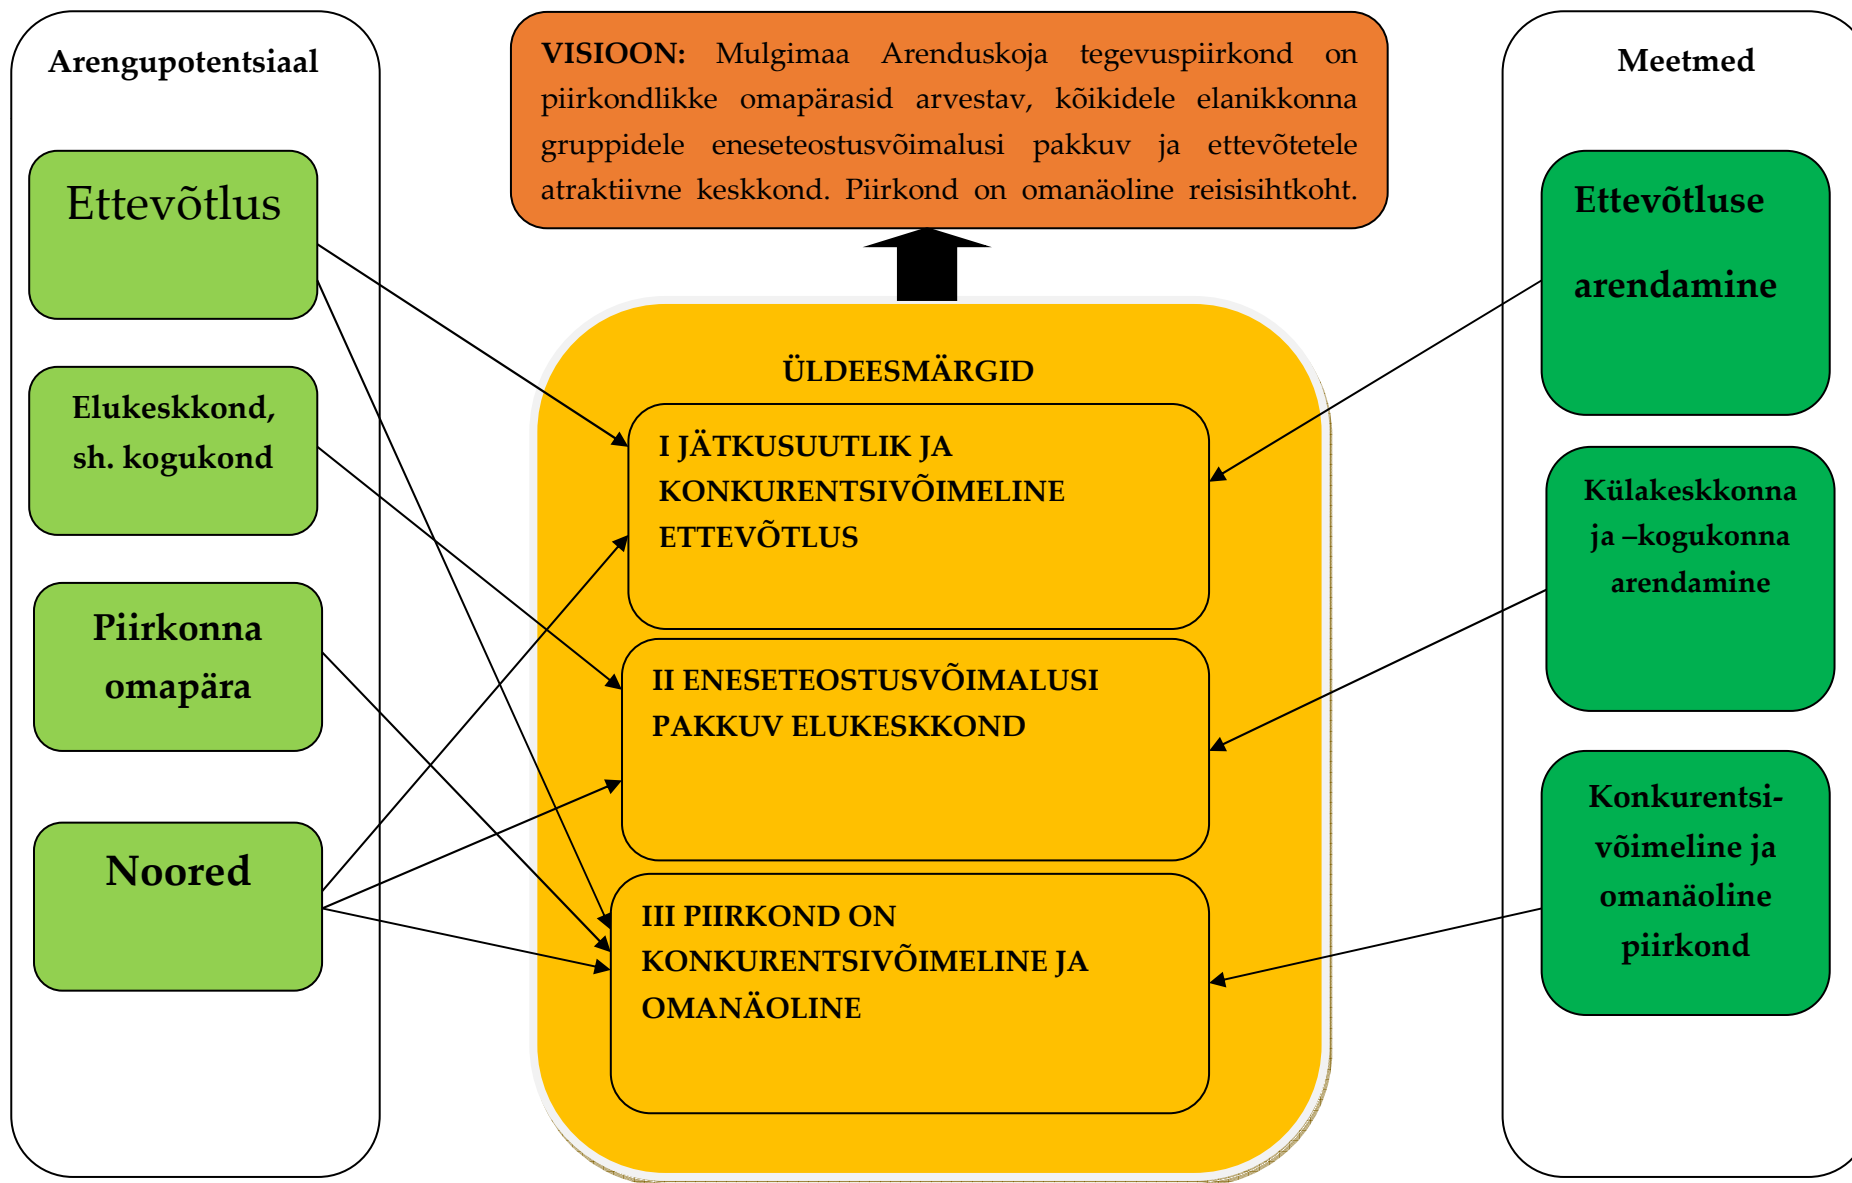 Arengupotentsiaal
Ettevõtlus
Elukeskkond,
sh. kogukond
Piirkonna
omapära
Noored
VISIOON: Mulgimaa Arenduskoja tegevuspiirkond on
piirkondlikke omapärasid arvestav, kõikidele elanikkonna
gruppidele eneseteostusvõimalusi pakkuv ja ettevõtetele
atraktiivne keskkond. Piirkond on omanäoline reisisihtkoht.
ÜLDEESMÄRGID
I JÄTKUSUUTLIK JA
KONKURENTSIVÕIMELINE
ETTEVÕTLUS
II ENESETEOSTUSVÕIMALUSI
PAKKUV ELUKESKKOND
III PIIRKOND ON
KONKURENTSIVÕIMELINE JA
OMANÄOLINE
Meetmed
Ettevõtluse
arendamine
Külakeskkonna
ja –kogukonna
arendamine
Konkurentsi-
võimeline ja
omanäoline
piirkond